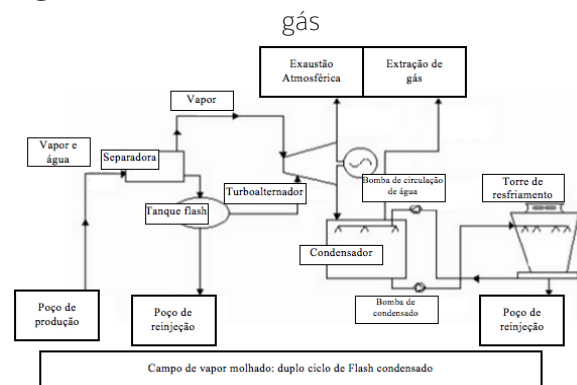 gás
Exaustão
Atmosférica
Extração de
gás
Vapor
Vapor e
água
Separadora
Turboalternador
Bomba de circulação
de água
Torre de
resfriamento
Tanque flash
Condensador
Poço de
produção
Poço de
reinjeção
Bomba de
condensado
Poço de
reinjeção
Campo de vapor molhado: duplo ciclo de Flash condensado